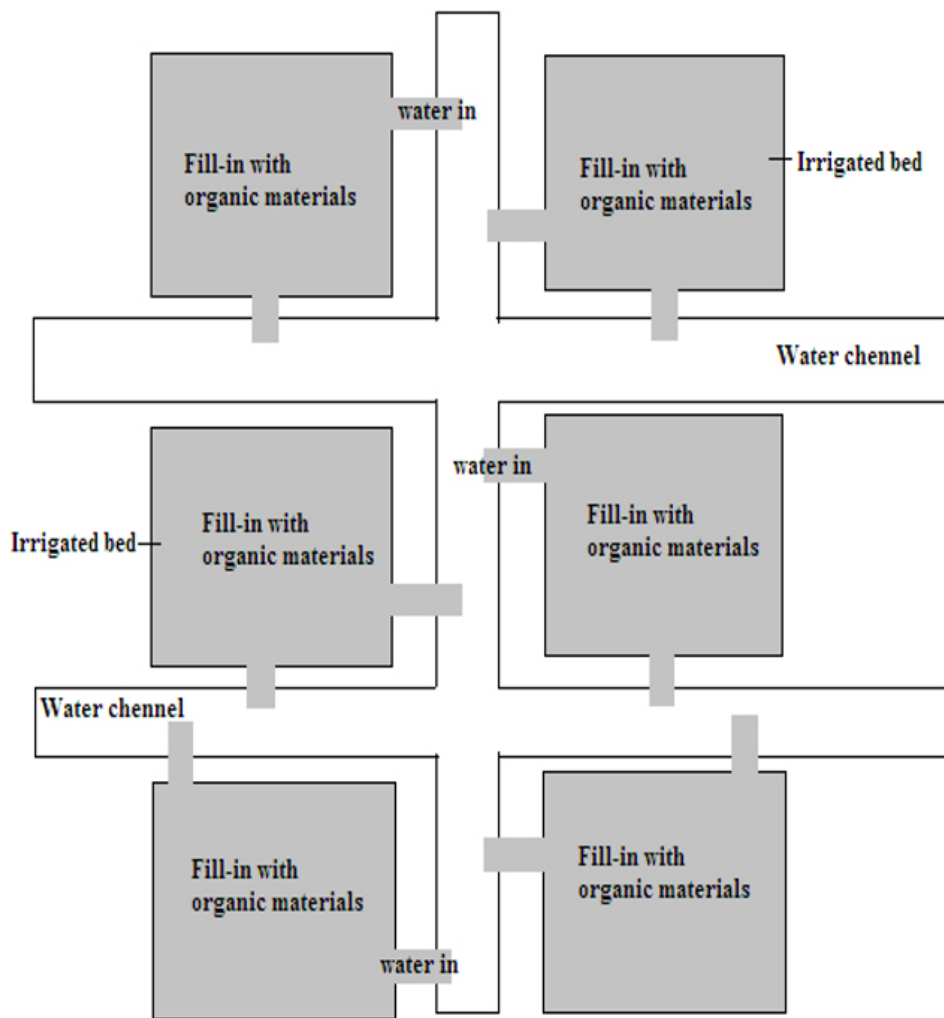 water in
Fill-in with
organic materials
Fill-in with
organic materials
Irrigated bed
Water chennel
water in
Irrigated bed
Fill-in with
organic materials
Fill-in with
organic materials
Water chennel
Fill-in with
organic materials
Fill-in with
organic materials
water in